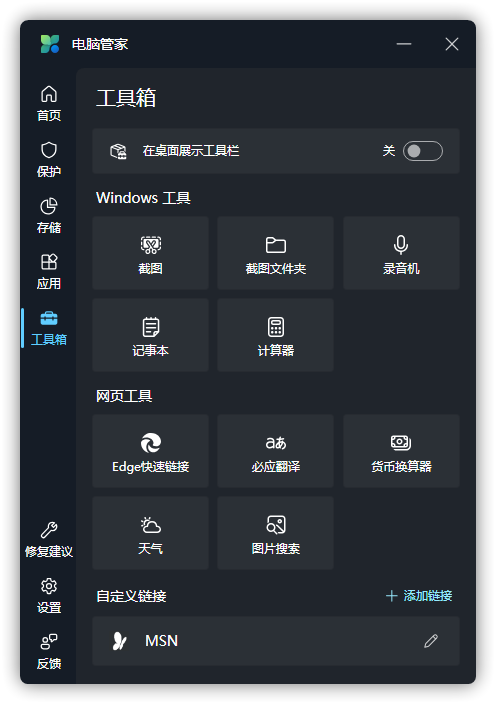 电脑管家
首页
保护
存储
应用
工具箱
修复建议
设置
反馈
工具箱
在桌面展示工具栏
关
Windows 工具
截图
截图文件夹
录音机
记事本
计算器
网页工具
Edge快速链接
aあ
必应翻译
货币换算器
天气
图片搜索
自定义链接
添加链接
MSN